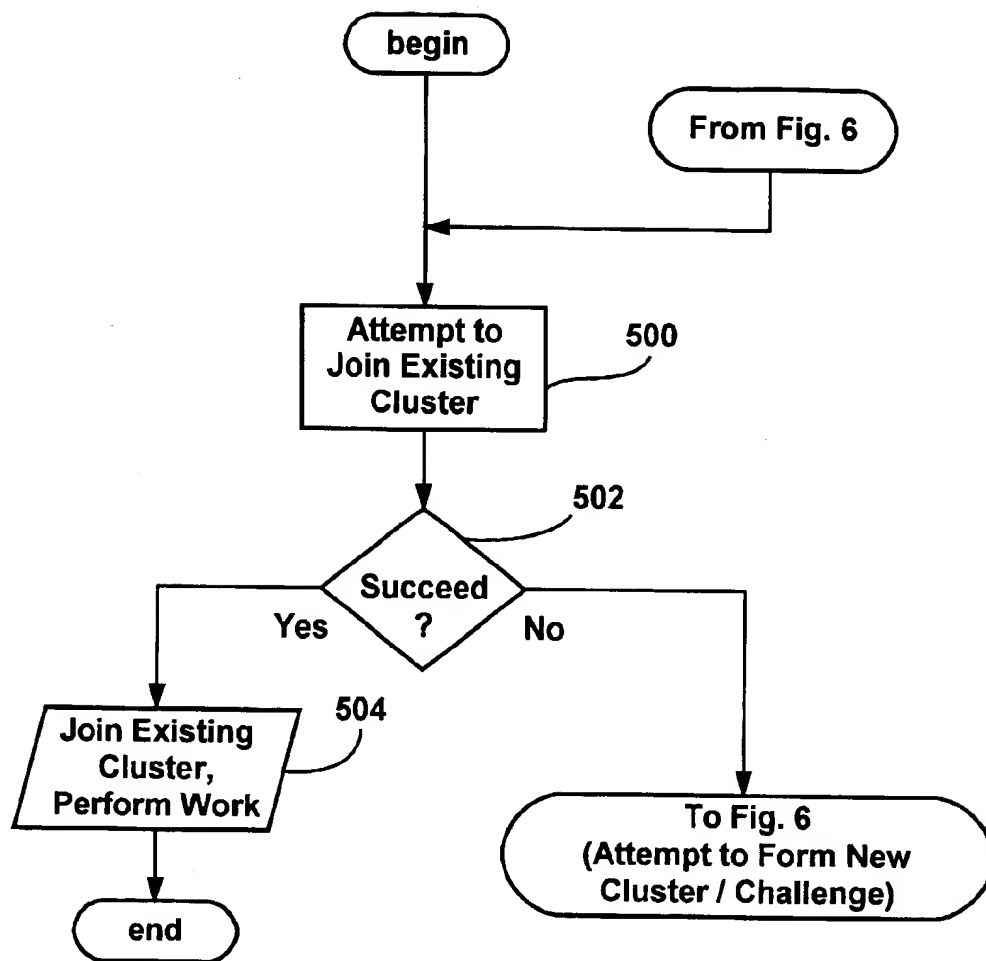 begin
From Fig. 6
Attempt to
Join Existing
Cluster
500
502
Succeed
?
Yes
No
504
Join Existing
Cluster,
Perform Work
To Fig. 6
(Attempt to Form New
Cluster / Challenge)
end